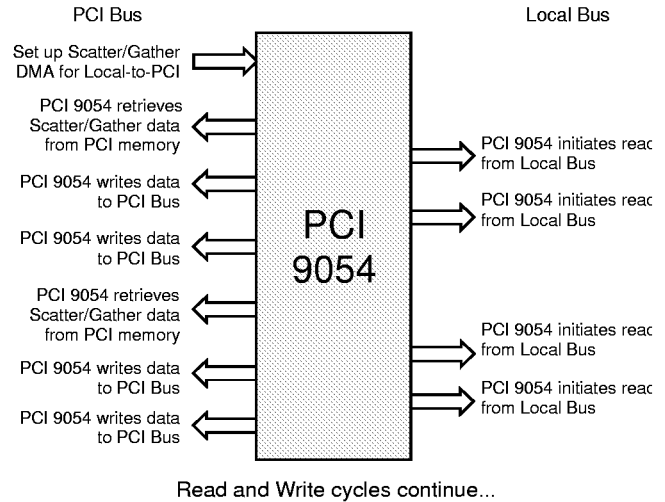 PCI Bus
Local Bus
Set up Scatter/Gather
DMA for Local-to-PCI
PCI 9054 retrieves
Scatter/Gather data
from PCI memory
PCI 9054 writes data
to PCI Bus
PCI 9054 writes data
to PCI Bus
PCI 9054 retrieves
Scatter/Gather data
from PCI memory
PCI 9054 writes data
to PCI Bus
PCI 9054 writes data
to PCI Bus
PCI
9054
PCI 9054 initiates read
from Local Bus
PCI 9054 initiates read
from Local Bus
PCI 9054 initiates read
from Local Bus
PCI 9054 initiates read
from Local Bus
Read and Write cycles continue...